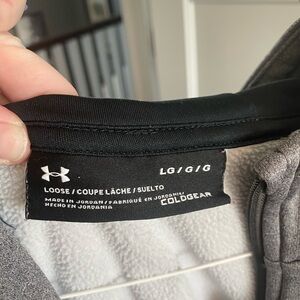 LG/G/G
LOOSE / COUPE LÂCHE / SUELTO
MADE IN JORDAN / FABRIQUÉ EN JORDANIE/
HECHO EN JORDANIA
COLDGEAR